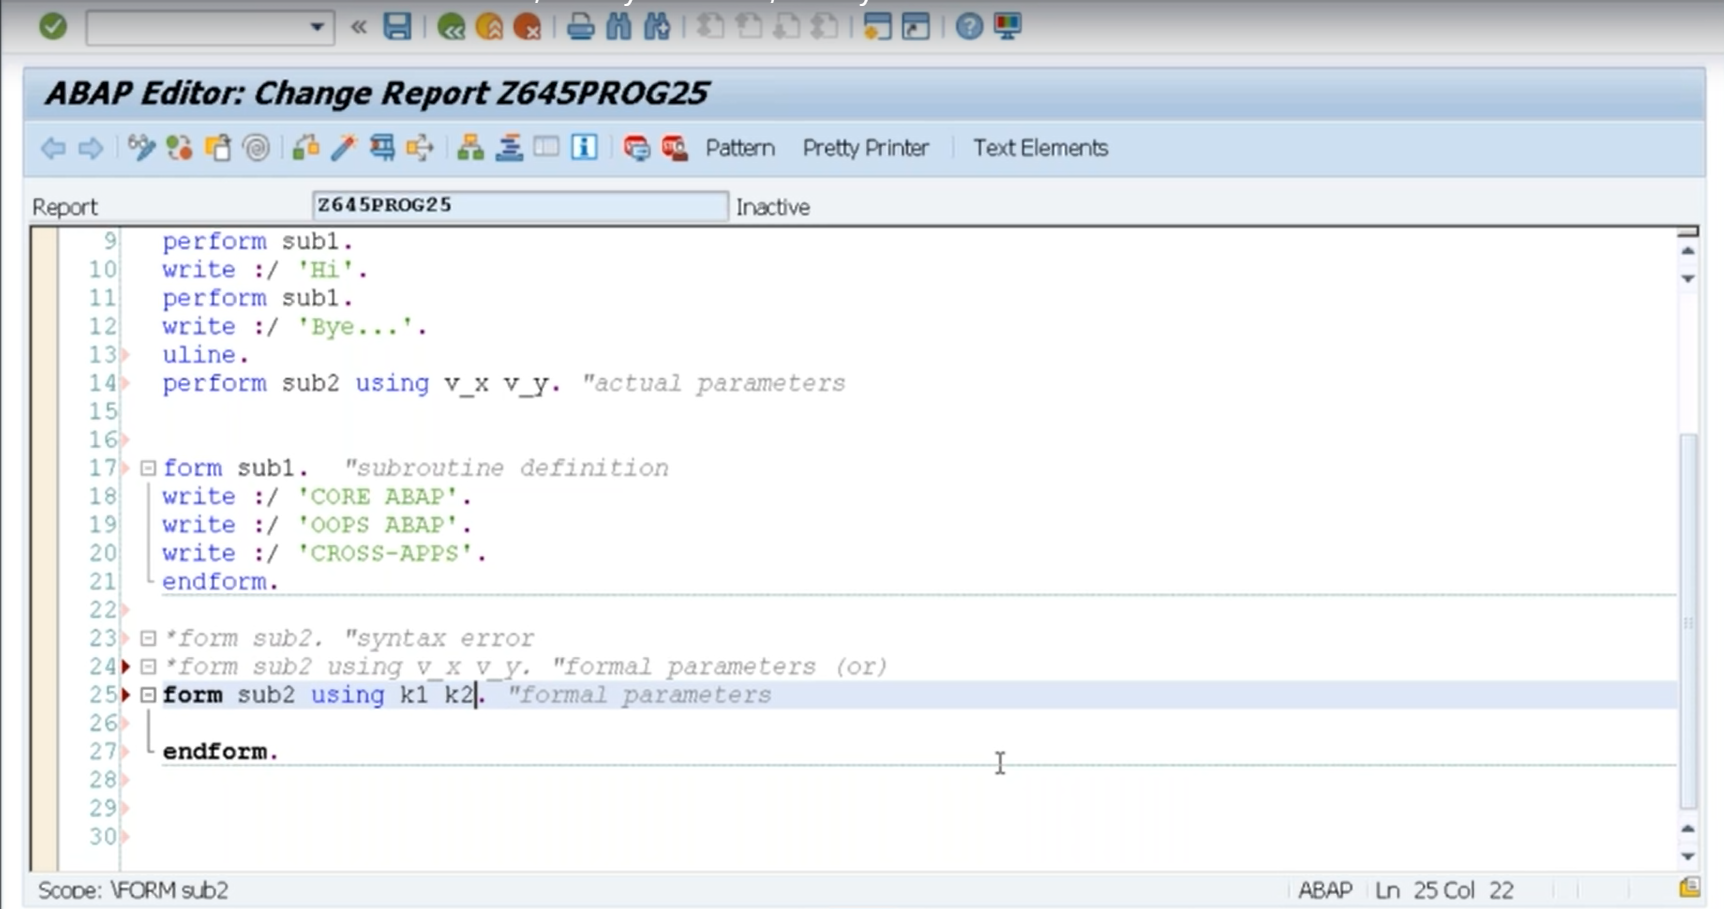 ABAP Editor: Change Report Z645PROG25
Pattern Pretty Printer Text Elements
Report Z645PROG25 Inactive
9 perform sub1.
10 write :/ 'Hi'.
11 perform sub1.
12 write :/ 'Bye...'.
13 uline.
14 perform sub2 using v_x v_y. "actual parameters
15
16
17 form sub1. "subroutine definition
18 write :/ 'CORE ABAP'.
19 write :/ 'OOPS ABAP'.
20 write :/ 'CROSS-APPS'.
21 endform.
22
23 *form sub2. "syntax error
24 *form sub2 using v_x v_y. "formal parameters (or)
25 form sub2 using k1 k2. "formal parameters
26
27 endform.
28
29
30
Scope: \FORM sub2 ABAP Ln 25 Col 22